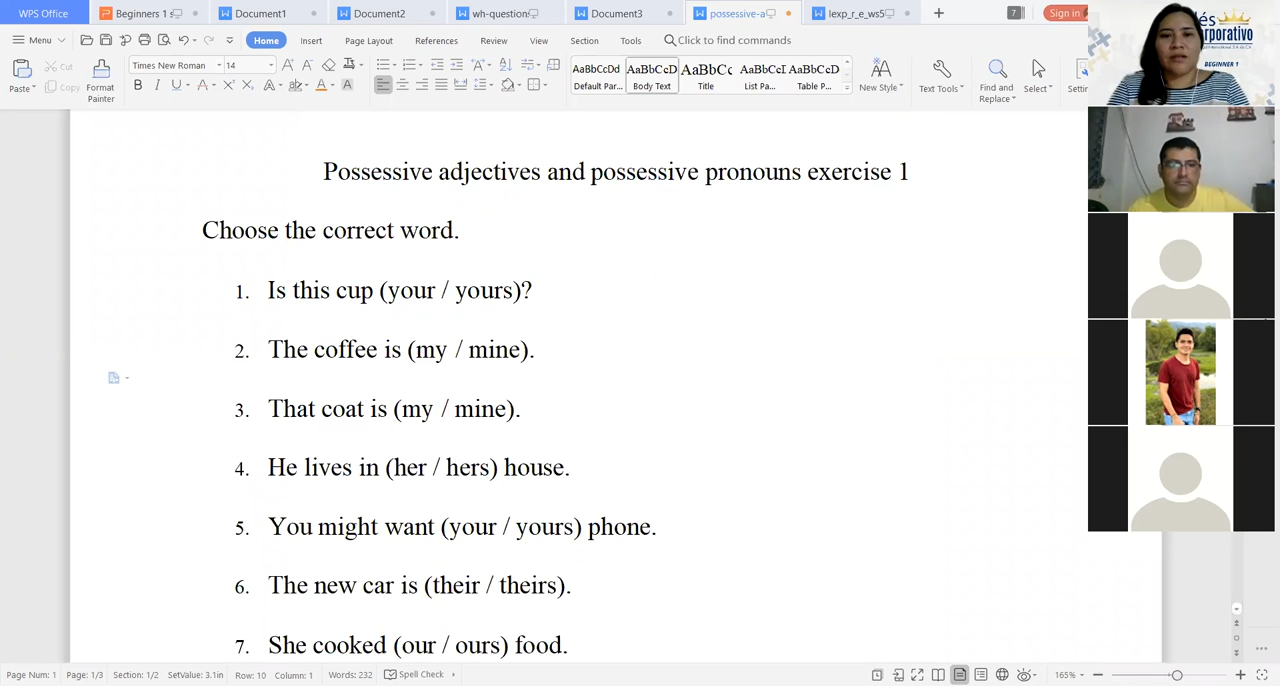 WPS Office Beginners 1 Document1 Document2 wh-question Document3 possessive-a lexp_r_e_ws5 + 7 Sign in
Menu Home Insert Page Layout References Review View Section Tools Click to find commands
Paste Cut Copy Format Painter Times New Roman 14 AaBbCcDd Default Par... AaBbCcD Body Text AaBbCc Title AaBbCcI List Pa... AaBbCcD Table P... New Style Text Tools Find and Replace Select
BEGINNER 1
Possessive adjectives and possessive pronouns exercise 1
Choose the correct word.
1. Is this cup (your / yours)?
2. The coffee is (my / mine).
3. That coat is (my / mine).
4. He lives in (her / hers) house.
5. You might want (your / yours) phone.
6. The new car is (their / theirs).
7. She cooked (our / ours) food.
Page Num: 1 Page: 1/3 Section: 1/2 SetValue: 3.1in Row: 10 Column: 1 Words: 232 Spell Check 165%